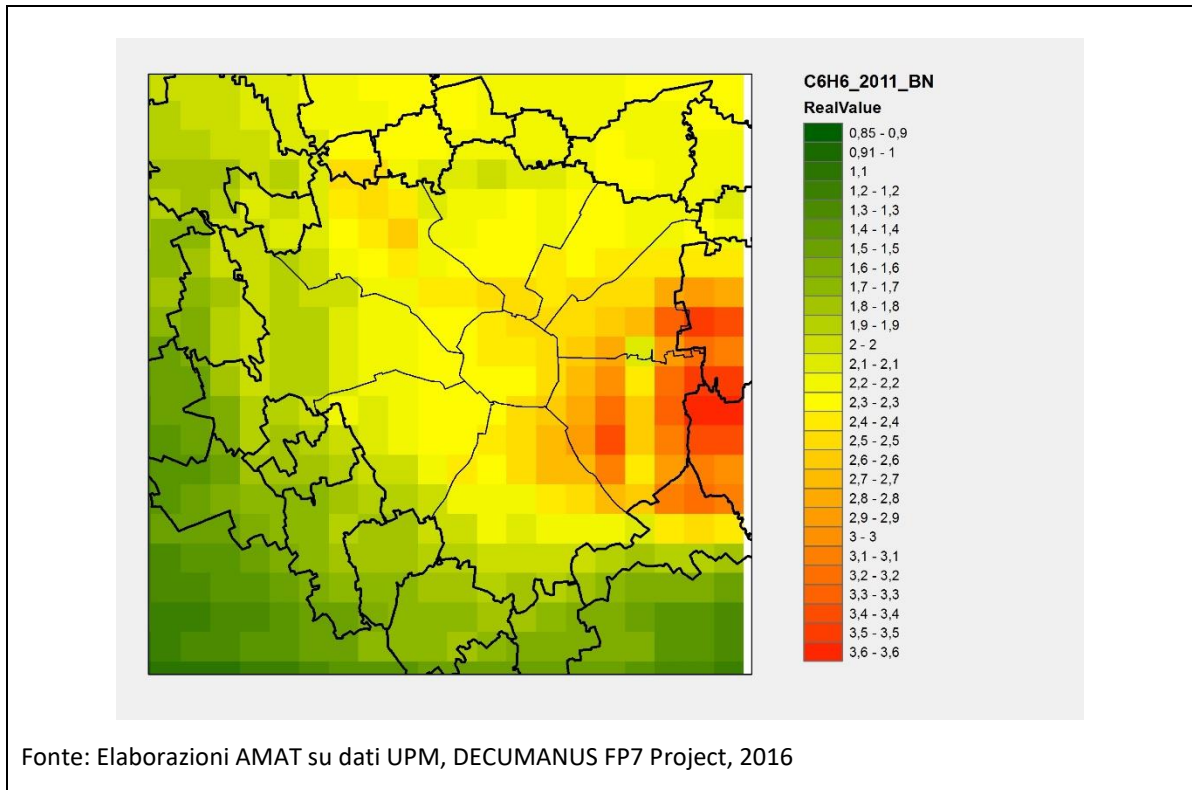 C6H6_2011_BN
RealValue
0,85 - 0,9
0,91 - 1
1,1
1,2 - 1,2
1,3 - 1,3
1,4 - 1,4
1,5 - 1,5
1,6 - 1,6
1,7 - 1,7
1,8 - 1,8
1,9 - 1,9
2 - 2
2,1 - 2,1
2,2 - 2,2
2,3 - 2,3
2,4 - 2,4
2,5 - 2,5
2,6 - 2,6
2,7 - 2,7
2,8 - 2,8
2,9 - 2,9
3 - 3
3,1 - 3,1
3,2 - 3,2
3,3 - 3,3
3,4 - 3,4
3,5 - 3,5
3,6 - 3,6
Fonte: Elaborazioni AMAT su dati UPM, DECUMANUS FP7 Project, 2016